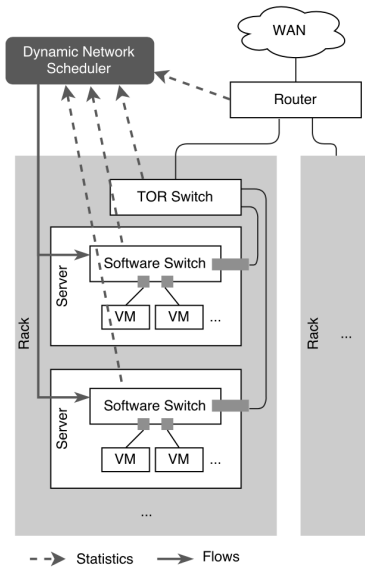 WAN
Dynamic Network
Scheduler
Router
TOR Switch
Software Switch
Server
VM
VM
...
Rack
Rack
...
Software Switch
Server
VM
VM
...
...
Statistics
Flows